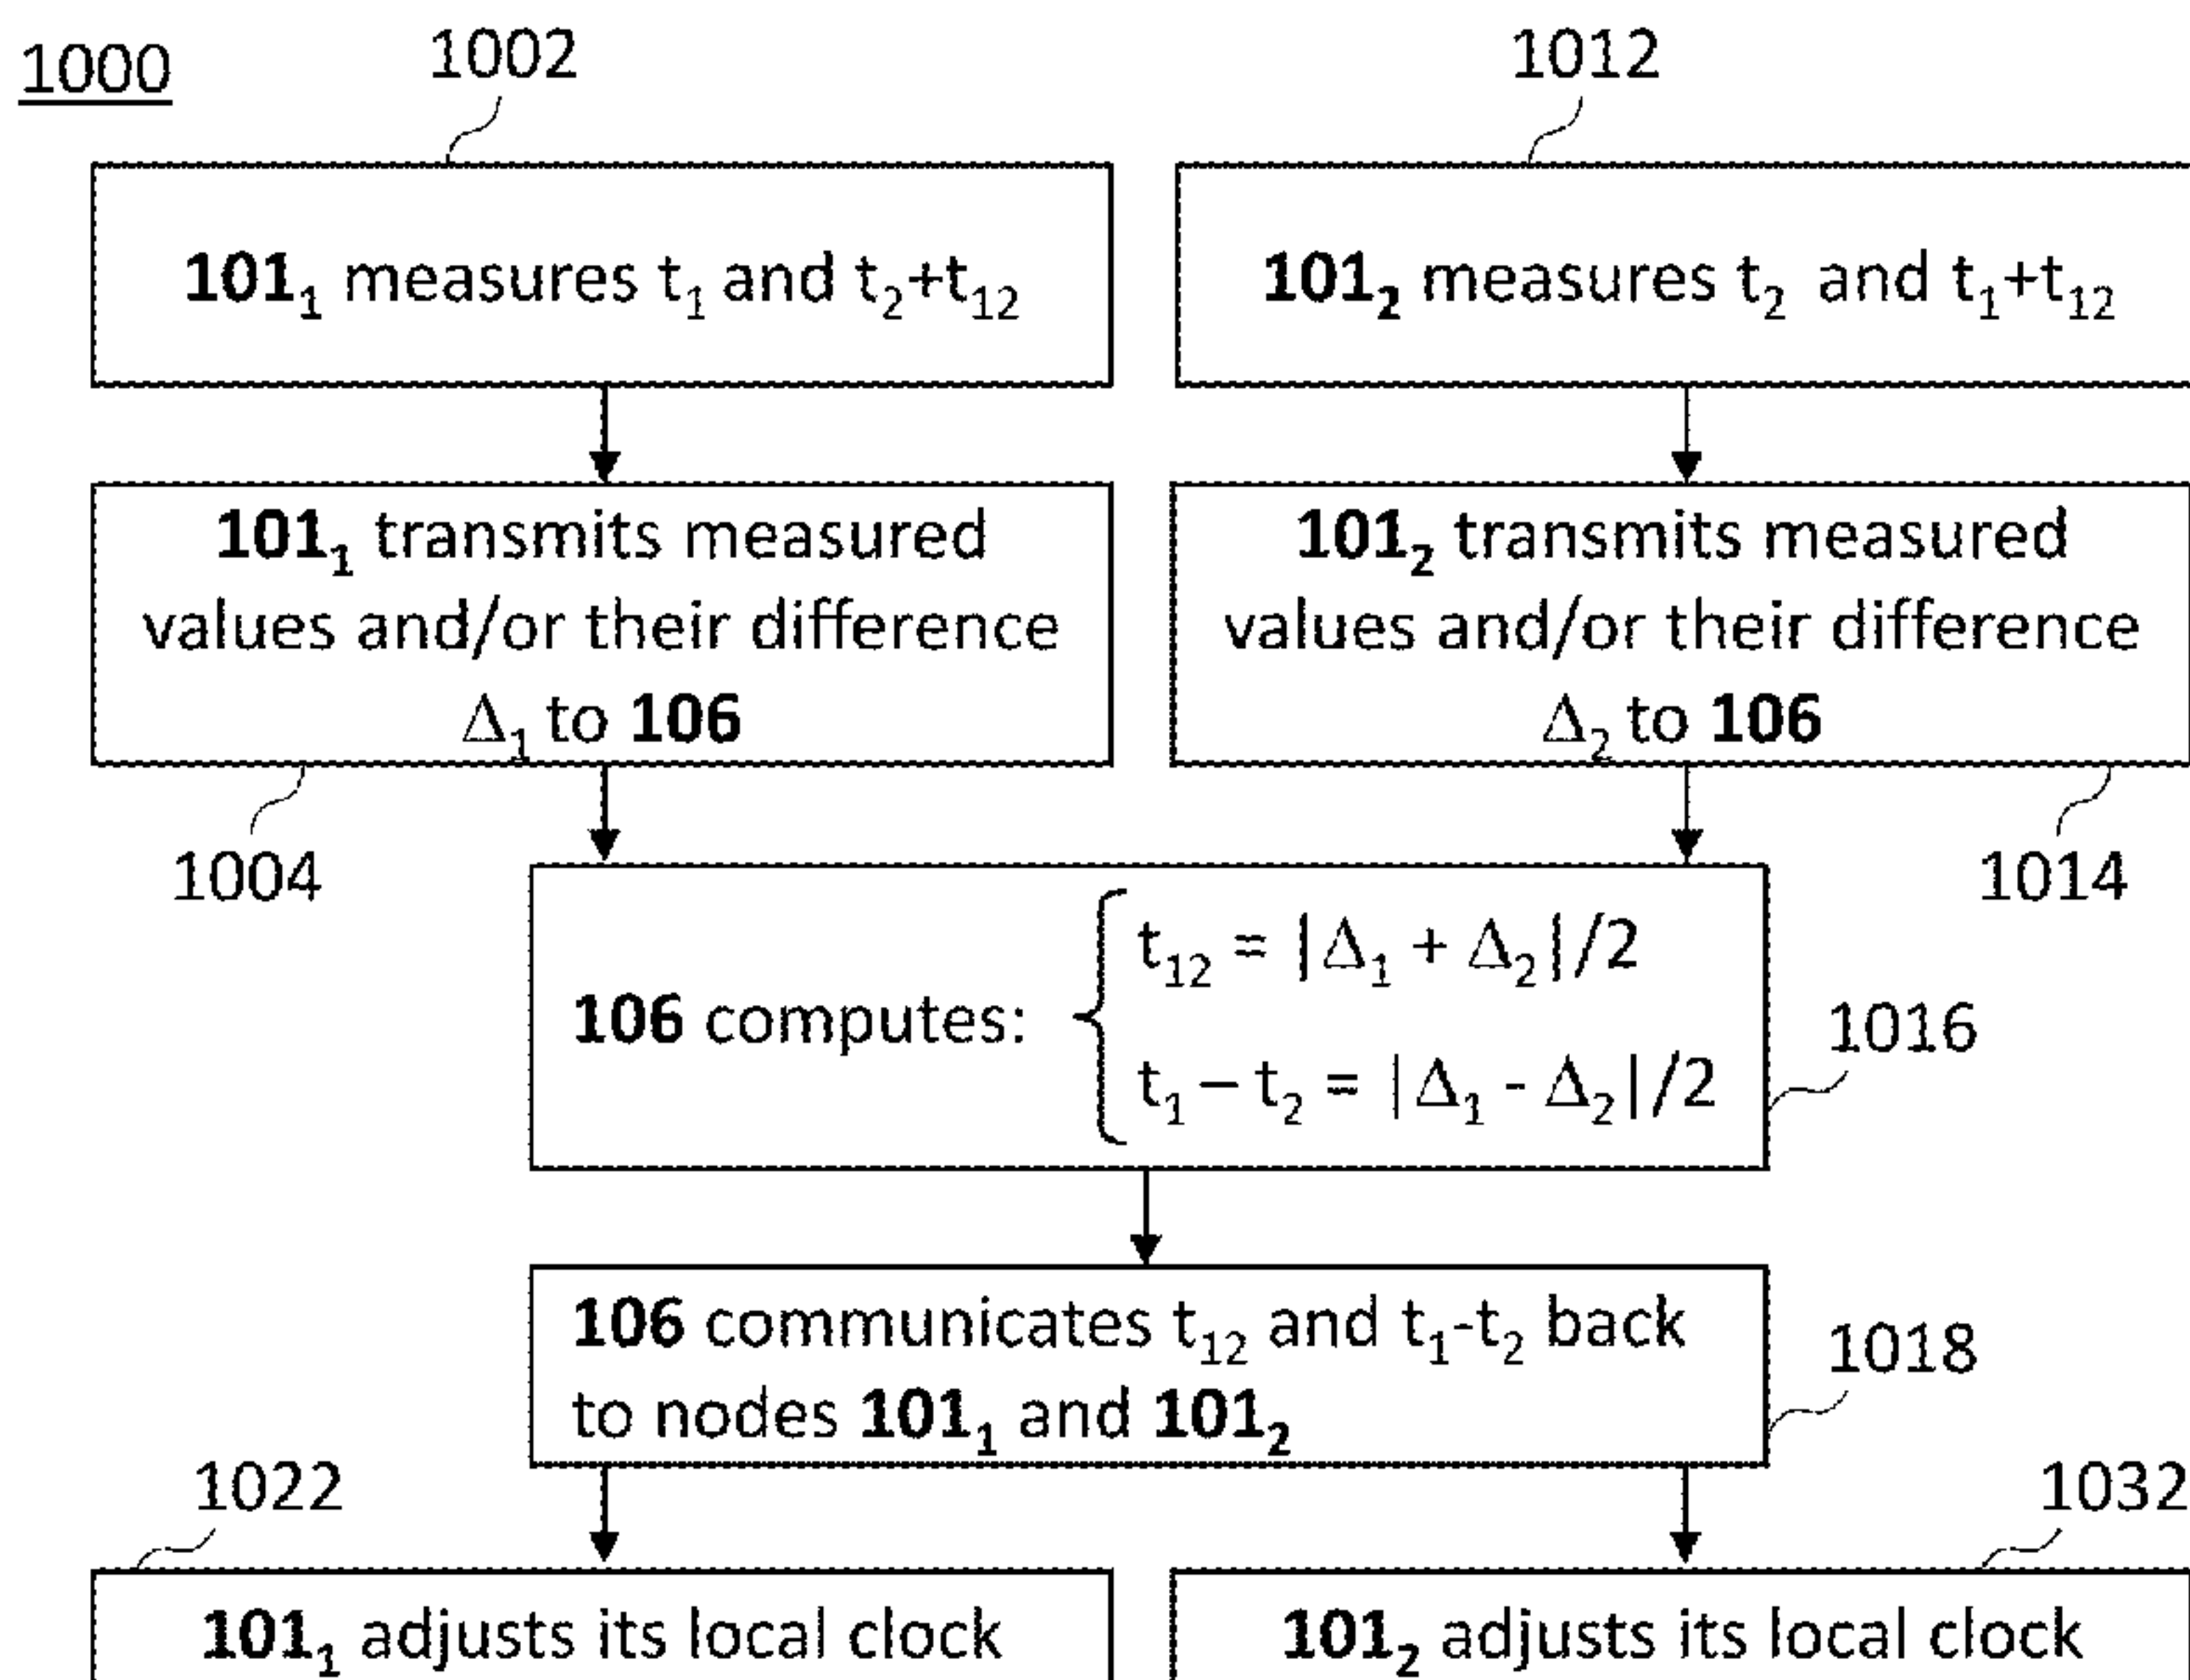 1000
1002
1012
101₁ measures t₁ and t₂+t₁₂
101₂ measures t₂ and t₁+t₁₂
101₁ transmits measured
values and/or their difference
Δ₁ to 106
101₂ transmits measured
values and/or their difference
Δ₂ to 106
1004
1014
106 computes:
t₁₂ = |Δ₁ + Δ₂|/2
t₁ – t₂ = |Δ₁ - Δ₂|/2
1016
106 communicates t₁₂ and t₁-t₂ back
to nodes 101₁ and 101₂
1018
1022
1032
101₁ adjusts its local clock
101₂ adjusts its local clock